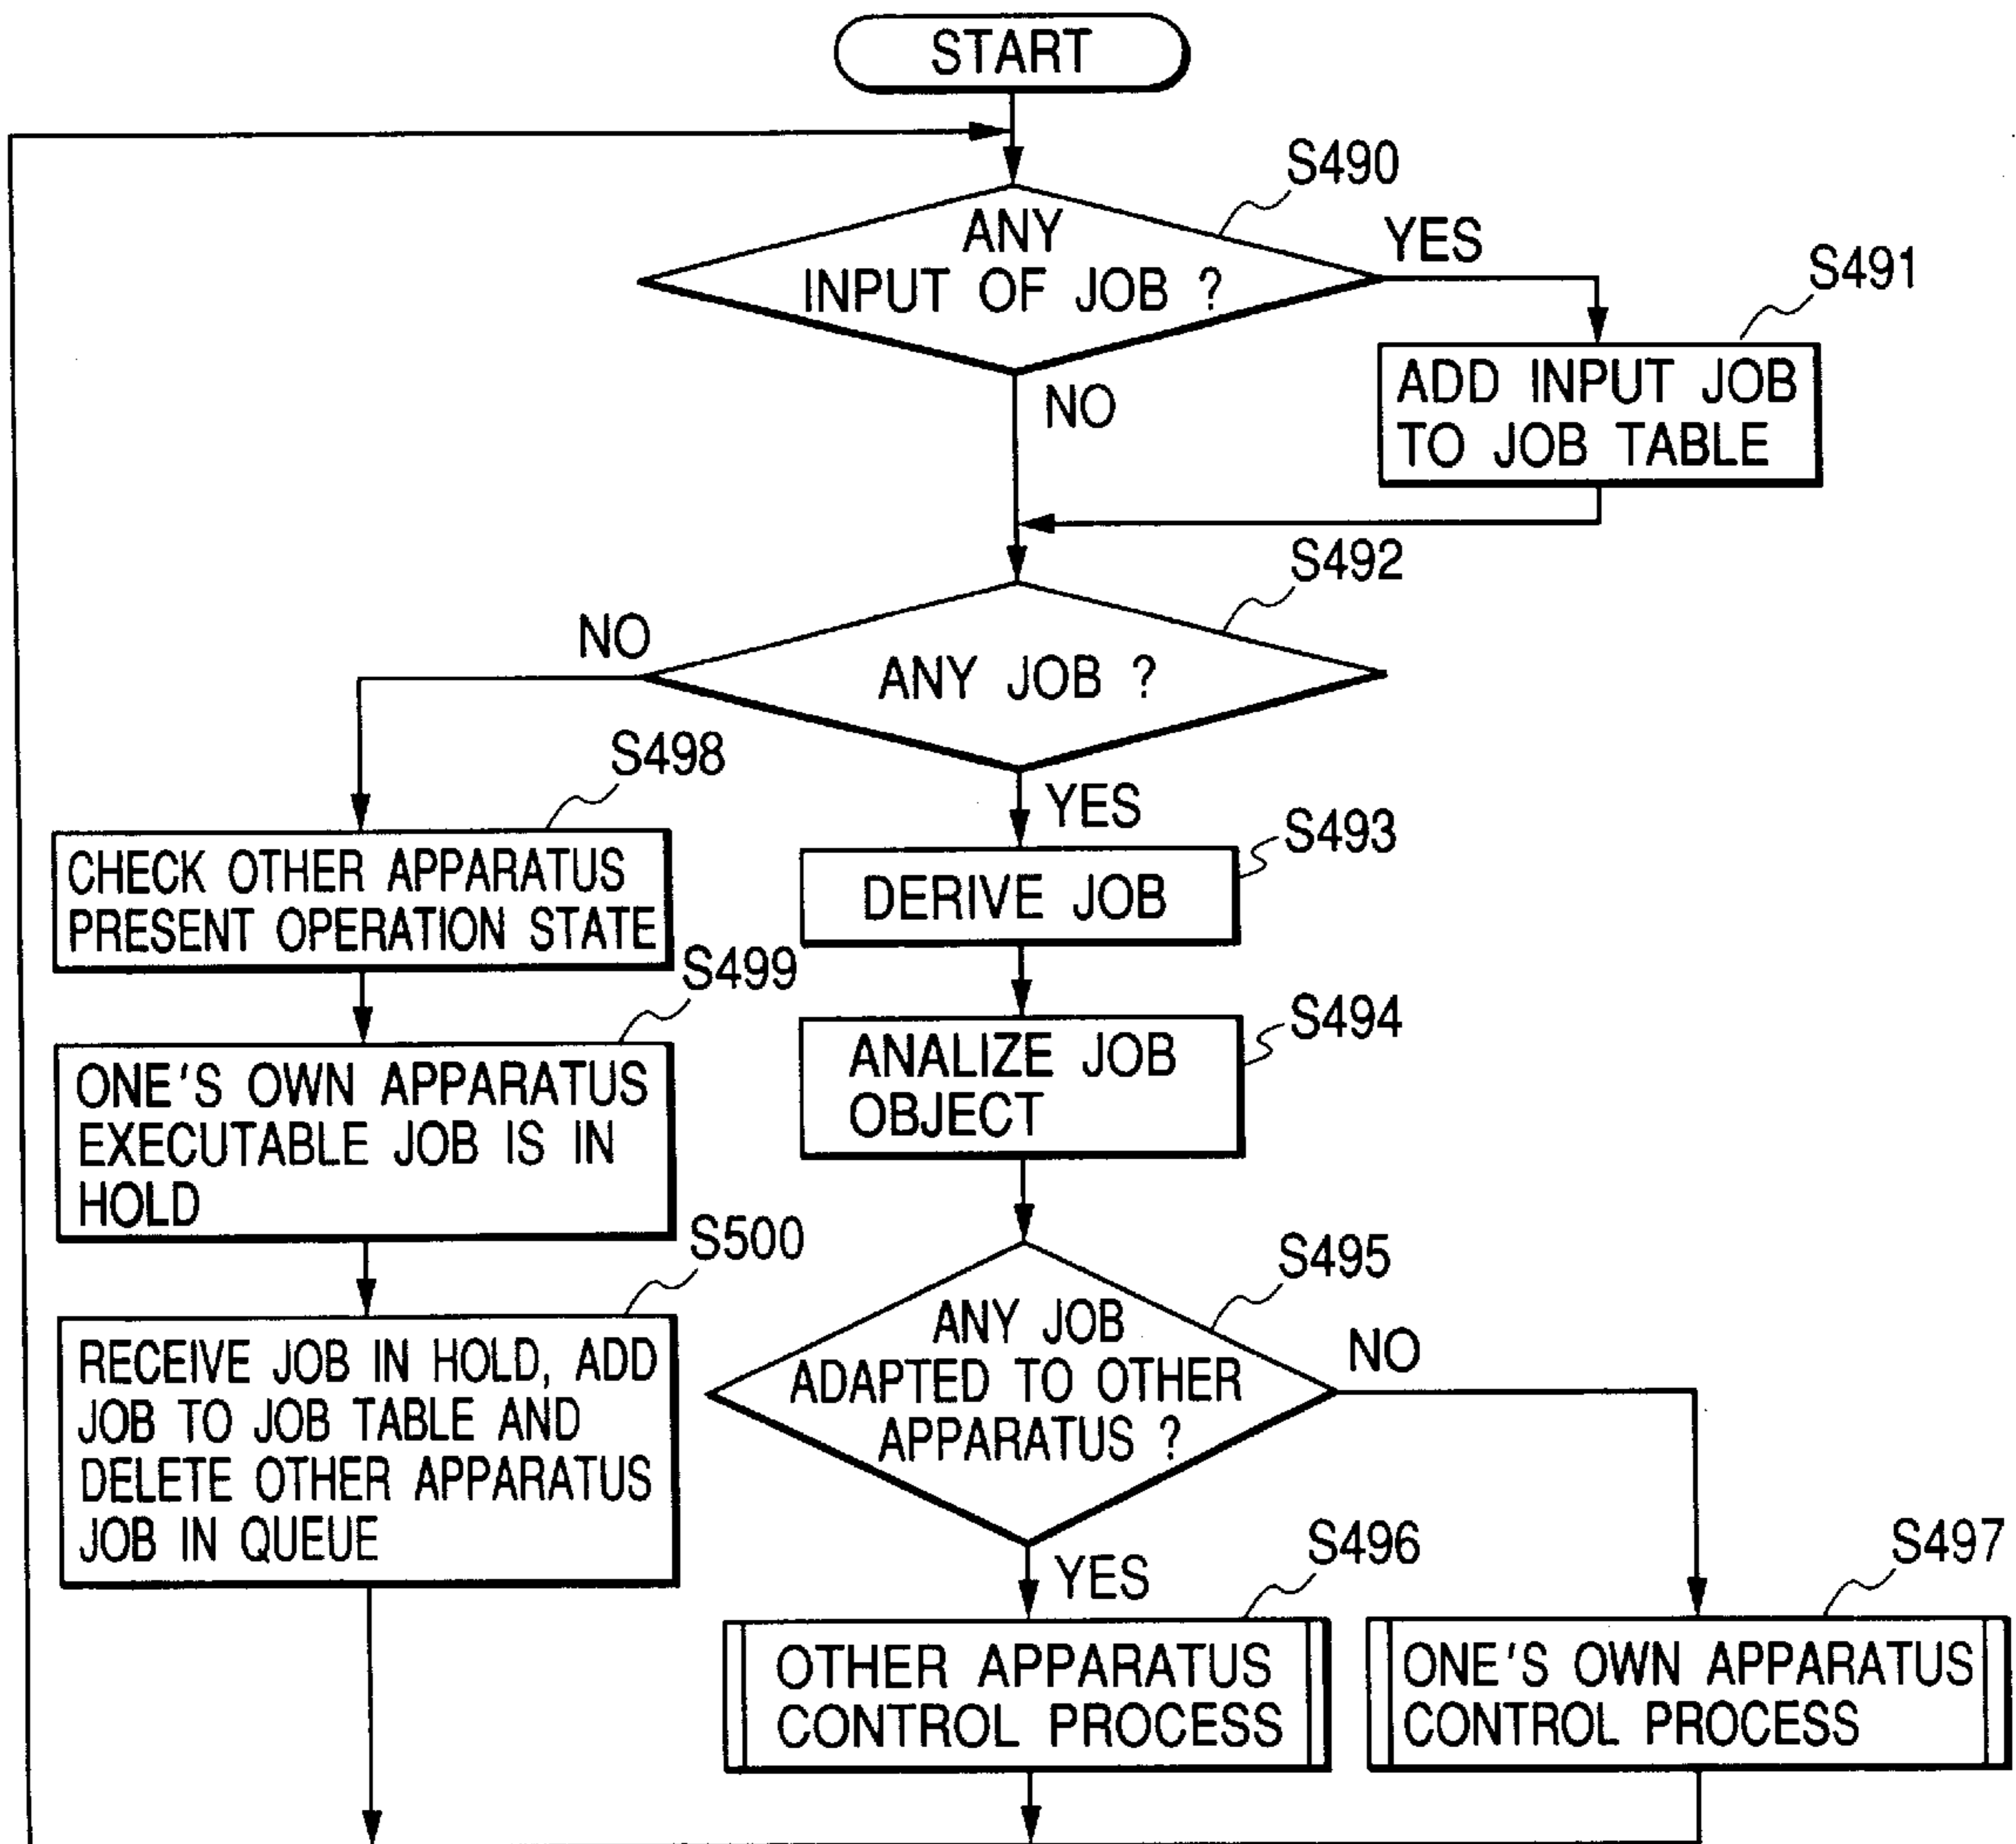 START
S490
ANY
INPUT OF JOB ?
YES
S491
ADD INPUT JOB
TO JOB TABLE
NO
S492
NO
ANY JOB ?
S498
YES
S493
CHECK OTHER APPARATUS
PRESENT OPERATION STATE
DERIVE JOB
S499
S494
ONE'S OWN APPARATUS
EXECUTABLE JOB IS IN
HOLD
ANALIZE JOB
OBJECT
S500
S495
RECEIVE JOB IN HOLD, ADD
JOB TO JOB TABLE AND
DELETE OTHER APPARATUS
JOB IN QUEUE
ANY JOB
ADAPTED TO OTHER
APPARATUS ?
NO
YES
S496
S497
OTHER APPARATUS
CONTROL PROCESS
ONE'S OWN APPARATUS
CONTROL PROCESS